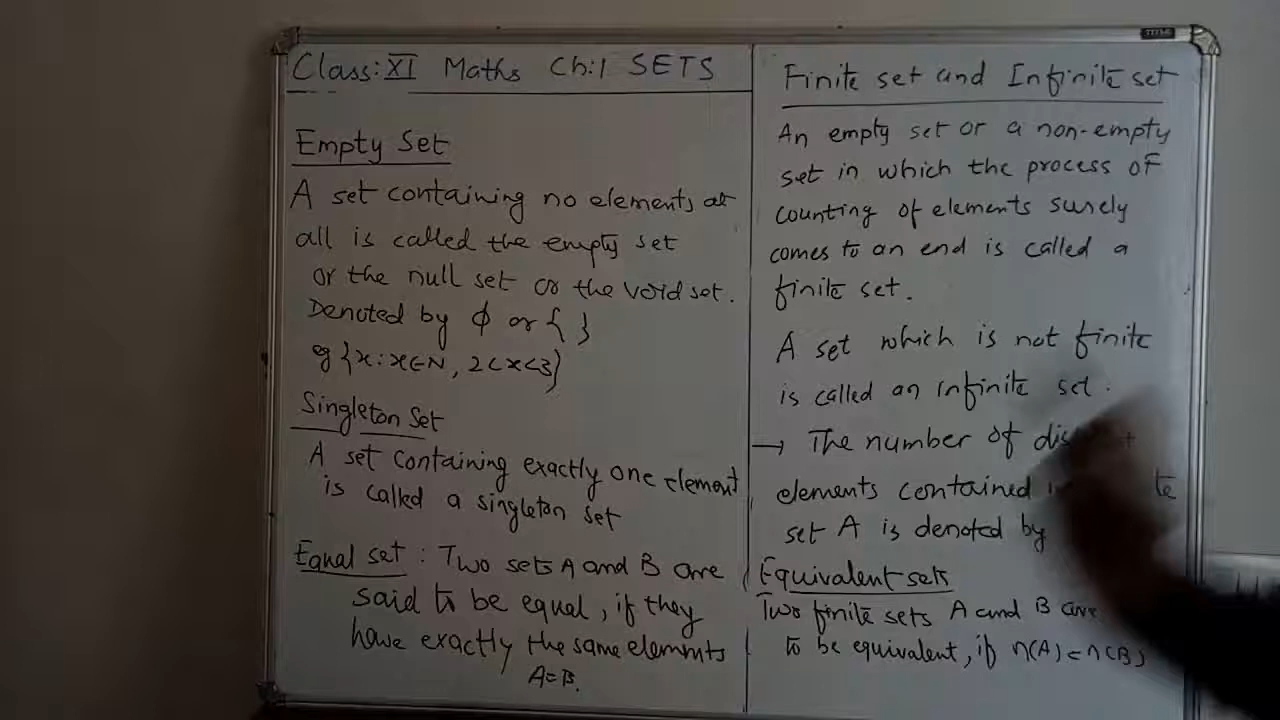 TITLE
Class: XI Maths Ch:1 SETS
Empty Set
A set containing no elements at
all is called the empty set
or the null set or the void set.
Denoted by ϕ or { }
eg {x : x∈N, 2<x<3}
Singleton Set
A set containing exactly one element
is called a singleton set
Equal set : Two sets A and B are
said to be equal, if they
have exactly the same elements
A=B.
Finite set and Infinite set
An empty set or a non-empty
set in which the process of
counting of elements surely
comes to an end is called a
finite set.
A set which is not finite
is called an infinite set.
→ The number of
elements contained
set A is denoted by
Equivalent sets
Two finite sets A and B are
to be equivalent, if n(A)=n(B)